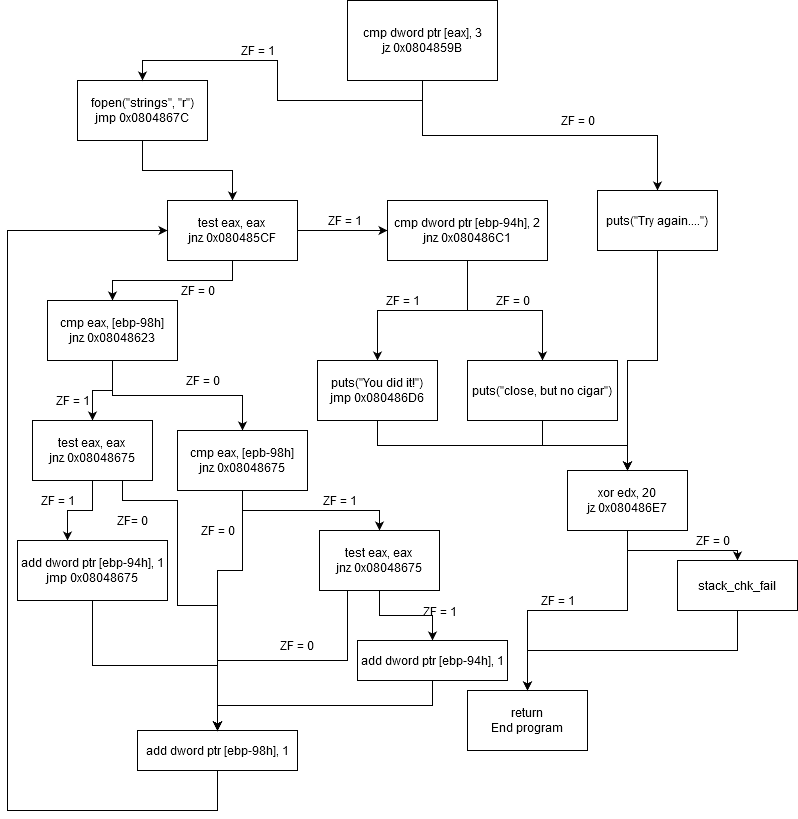 cmp dword ptr [eax], 3
jz 0x0804859B
ZF = 1
ZF = 0
fopen("strings", "r")
jmp 0x0804867C
test eax, eax
jnz 0x080485CF
ZF = 1
cmp dword ptr [ebp-94h], 2
jnz 0x080486C1
puts("Try again....")
ZF = 0
cmp eax, [ebp-98h]
jnz 0x08048623
ZF = 1
ZF = 0
puts("You did it!")
jmp 0x080486D6
puts("close, but no cigar")
ZF = 1
ZF = 0
test eax, eax
jnz 0x08048675
cmp eax, [epb-98h]
jnz 0x08048675
xor edx, 20
jz 0x080486E7
ZF = 1
ZF= 0
ZF = 0
ZF = 1
test eax, eax
jnz 0x08048675
ZF = 0
stack_chk_fail
add dword ptr [ebp-94h], 1
jmp 0x08048675
ZF = 1
ZF = 1
ZF = 0
add dword ptr [ebp-94h], 1
return
End program
add dword ptr [ebp-98h], 1